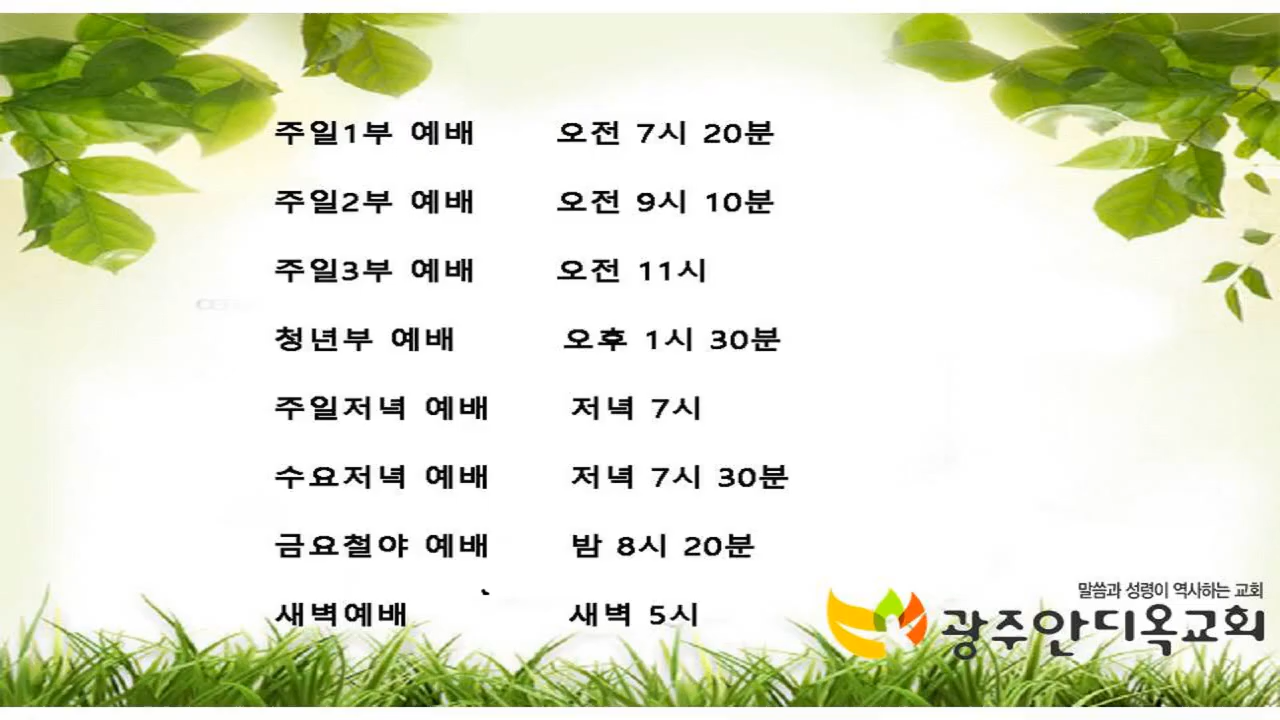 주일1부 예배 오전 7시 20분
주일2부 예배 오전 9시 10분
주일3부 예배 오전 11시
청년부 예배 오후 1시 30분
주일저녁 예배 저녁 7시
수요저녁 예배 저녁 7시 30분
금요철야 예배 밤 8시 20분
새벽예배 새벽 5시
말씀과 성령이 역사하는 교회
광주안디옥교회